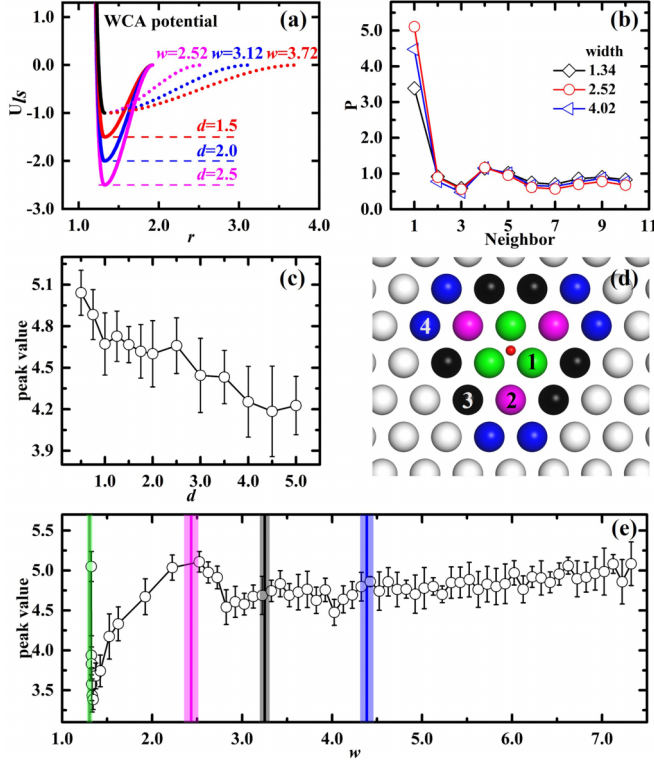 WCA potential
(a)
w=2.52 w=3.12 w=3.72
0.0
-1.0
-2.0
-3.0
U_ls
d=1.5
d=2.0
d=2.5
1.0 2.0 3.0 4.0
r
(b)
5.0
4.0
3.0
2.0
1.0
0.0
P
width
1.34
2.52
4.02
1 3 5 7 9 11
Neighbor
(c)
5.1
4.8
4.5
4.2
3.9
peak value
0.0 1.0 2.0 3.0 4.0 5.0
d
(d)
4
1
3
2
(e)
5.5
5.0
4.5
4.0
3.5
peak value
1.0 2.0 3.0 4.0 5.0 6.0 7.0
w